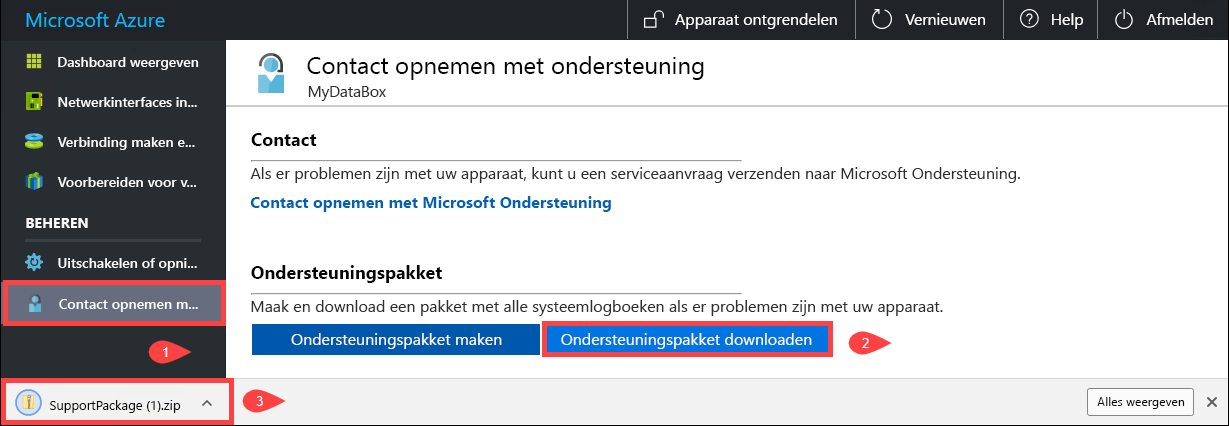 Microsoft Azure
Apparaat ontgrendelen
Vernieuwen
Help
Afmelden
Dashboard weergeven
Netwerkinterfaces in...
Verbinding maken e...
Voorbereiden voor v...
BEHEREN
Uitschakelen of opni...
Contact opnemen m...
1
Contact opnemen met ondersteuning
MyDataBox
Contact
Als er problemen zijn met uw apparaat, kunt u een serviceaanvraag verzenden naar Microsoft Ondersteuning.
Contact opnemen met Microsoft Ondersteuning
Ondersteuningspakket
Maak en download een pakket met alle systeemlogboeken als er problemen zijn met uw apparaat.
Ondersteuningspakket maken
Ondersteuningspakket downloaden
2
SupportPackage (1).zip
3
Alles weergeven